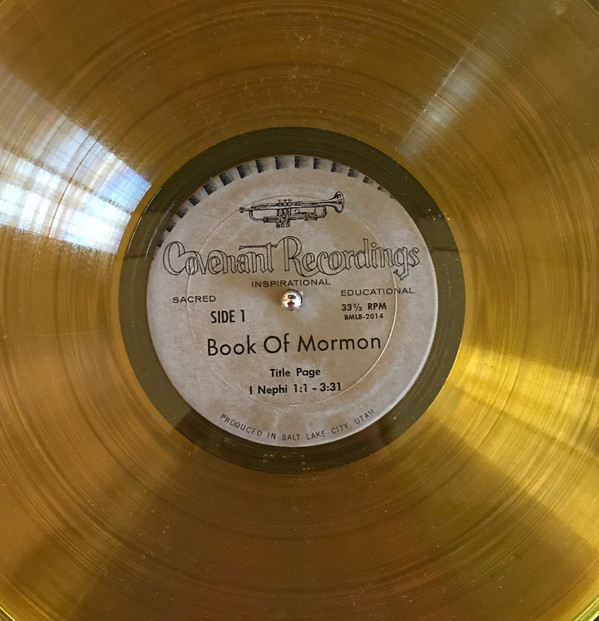 Covenant Recordings
INSPIRATIONAL
SACRED
EDUCATIONAL
SIDE 1
33⅓ RPM
BMLB-2014
Book Of Mormon
Title Page
I Nephi 1:1 - 3:31
PRODUCED IN SALT LAKE CITY, UTAH